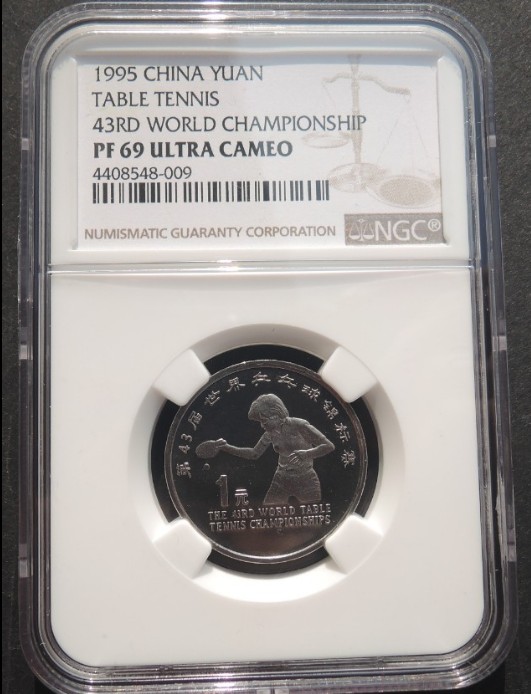 1995 CHINA YUAN
TABLE TENNIS
43RD WORLD CHAMPIONSHIP
PF 69 ULTRA CAMEO
4408548-009
NUMISMATIC GUARANTY CORPORATION
NGC®
第43届世界乒乓球锦标赛
1元
THE 43RD WORLD TABLE
TENNIS CHAMPIONSHIPS